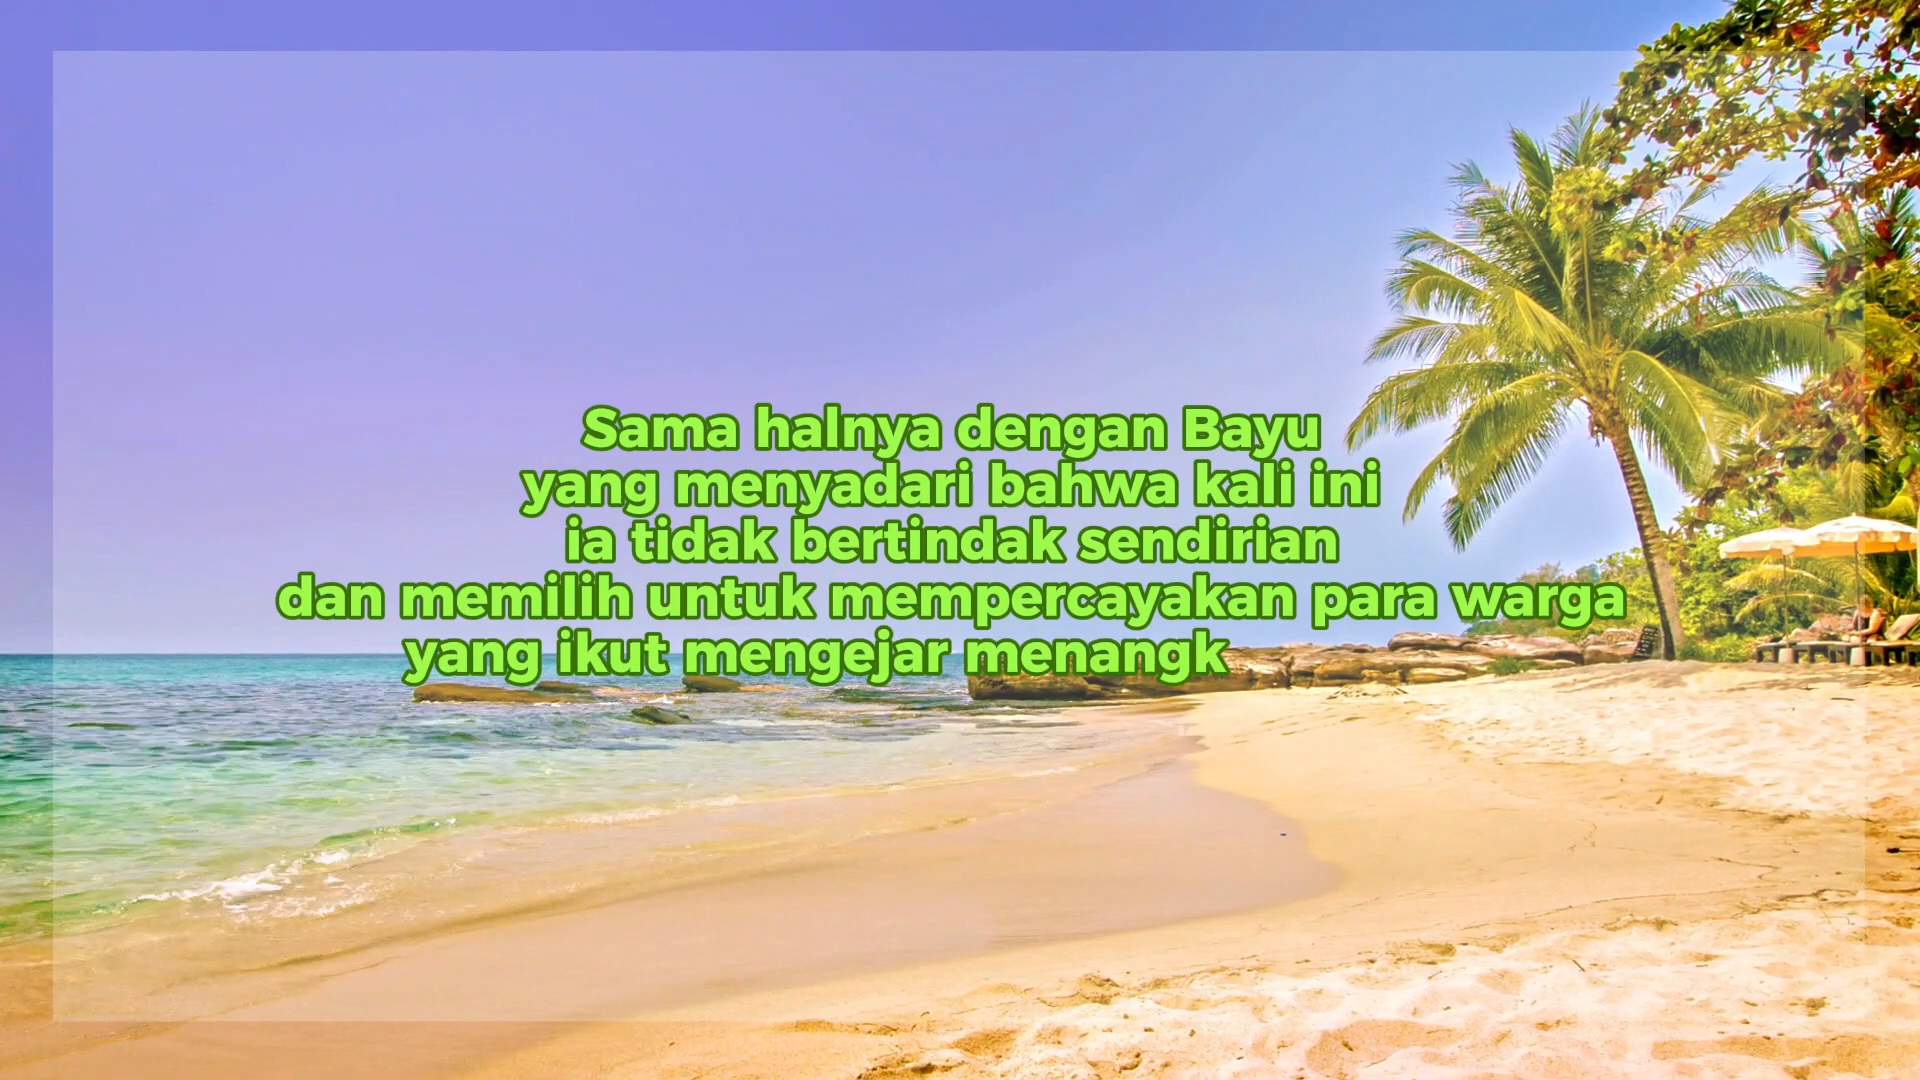 Sama halnya dengan Bayu
yang menyadari bahwa kali ini
ia tidak bertindak sendirian
dan memilih untuk mempercayakan para warga
yang ikut mengejar menangk